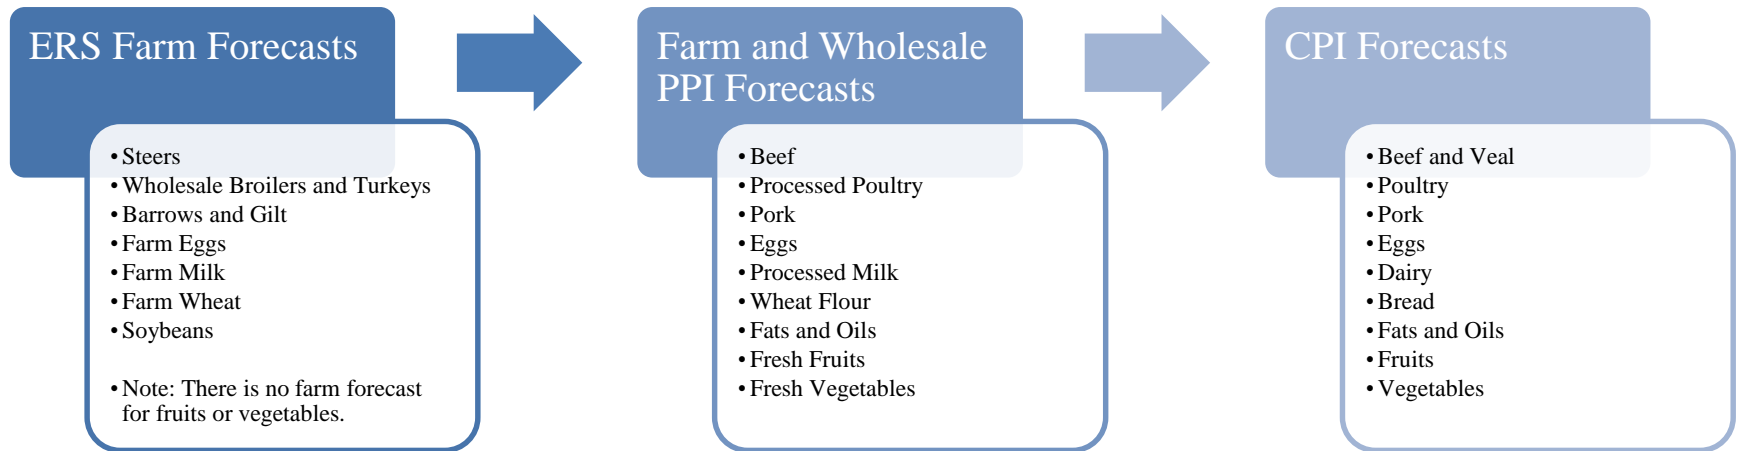 ERS Farm Forecasts
• Steers
• Wholesale Broilers and Turkeys
• Barrows and Gilt
• Farm Eggs
• Farm Milk
• Farm Wheat
• Soybeans
• Note: There is no farm forecast
for fruits or vegetables.
Farm and Wholesale
PPI Forecasts
• Beef
• Processed Poultry
• Pork
• Eggs
• Processed Milk
• Wheat Flour
• Fats and Oils
• Fresh Fruits
• Fresh Vegetables
CPI Forecasts
• Beef and Veal
• Poultry
• Pork
• Eggs
• Dairy
• Bread
• Fats and Oils
• Fruits
• Vegetables